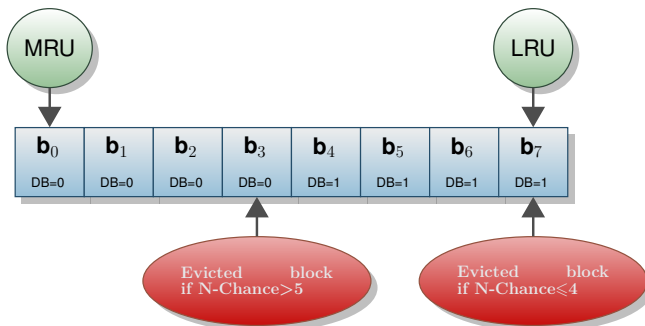 MRU LRU
b0 b1 b2 b3 b4 b5 b6 b7
DB=0 DB=0 DB=0 DB=0 DB=1 DB=1 DB=1 DB=1
Evicted block
if N-Chance>5
Evicted block
if N-Chance⩽4